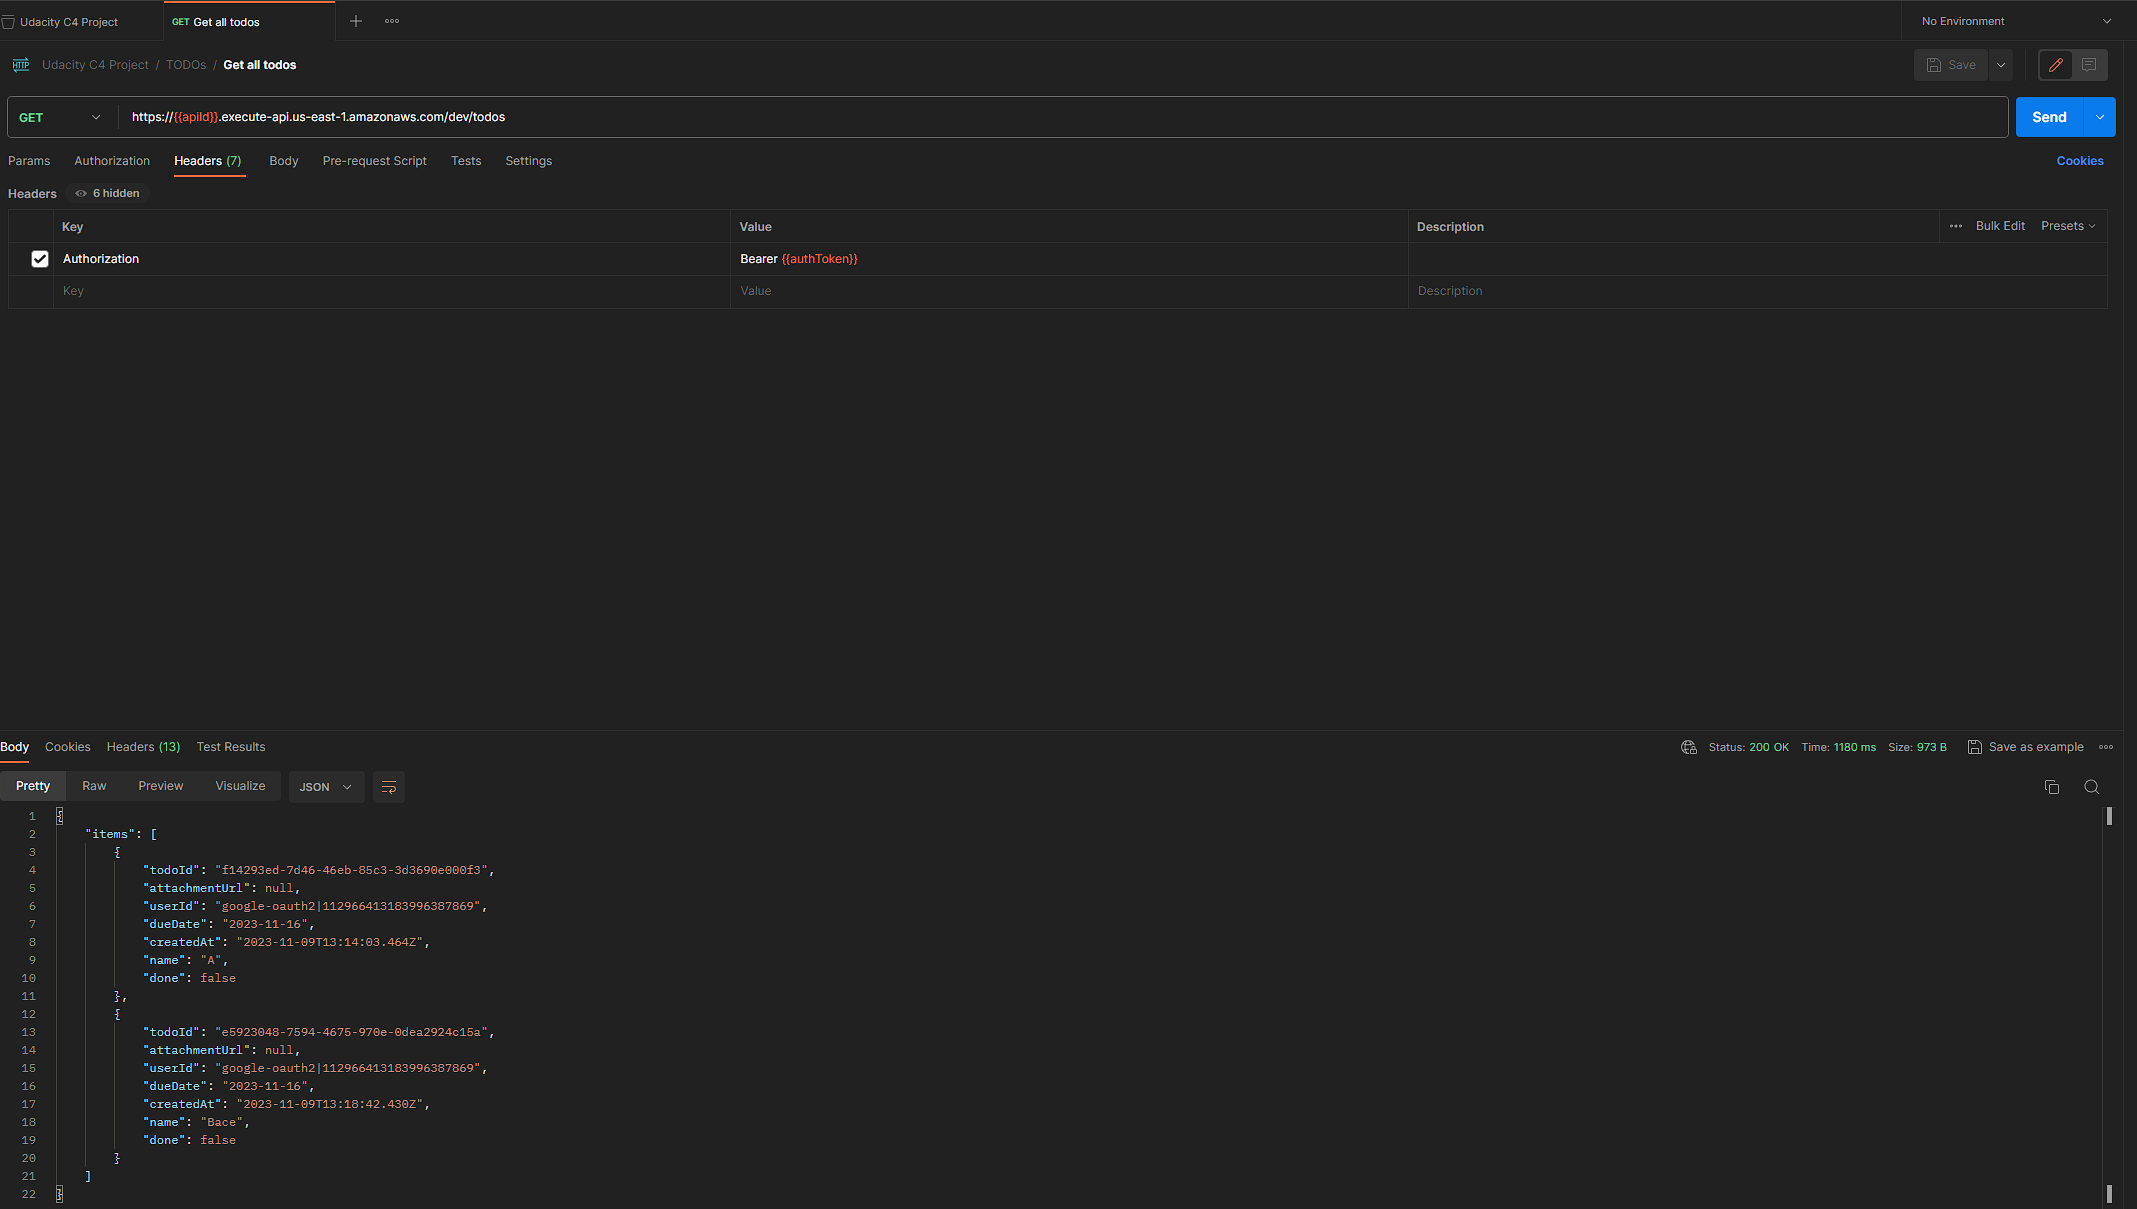 Udacity C4 Project
GET Get all todos
No Environment
HTTP Udacity C4 Project / TODOs / Get all todos
Save
GET https://{{apiId}}.execute-api.us-east-1.amazonaws.com/dev/todos
Send
Params Authorization Headers (7) Body Pre-request Script Tests Settings
Cookies
Headers 6 hidden
Key Value Description Bulk Edit Presets
Authorization Bearer {{authToken}}
Key Value Description
Body Cookies Headers (13) Test Results
Status: 200 OK Time: 1180 ms Size: 973 B Save as example
Pretty Raw Preview Visualize JSON
1 {
2 "items": [
3 {
4 "todoId": "f14293ed-7d46-46eb-85c3-3d3690e000f3",
5 "attachmentUrl": null,
6 "userId": "google-oauth2|112966413183996387869",
7 "dueDate": "2023-11-16",
8 "createdAt": "2023-11-09T13:14:03.464Z",
9 "name": "A",
10 "done": false
11 },
12 {
13 "todoId": "e5923048-7594-4675-970e-0dea2924c15a",
14 "attachmentUrl": null,
15 "userId": "google-oauth2|112966413183996387869",
16 "dueDate": "2023-11-16",
17 "createdAt": "2023-11-09T13:18:42.430Z",
18 "name": "Bace",
19 "done": false
20 }
21 ]
22 }